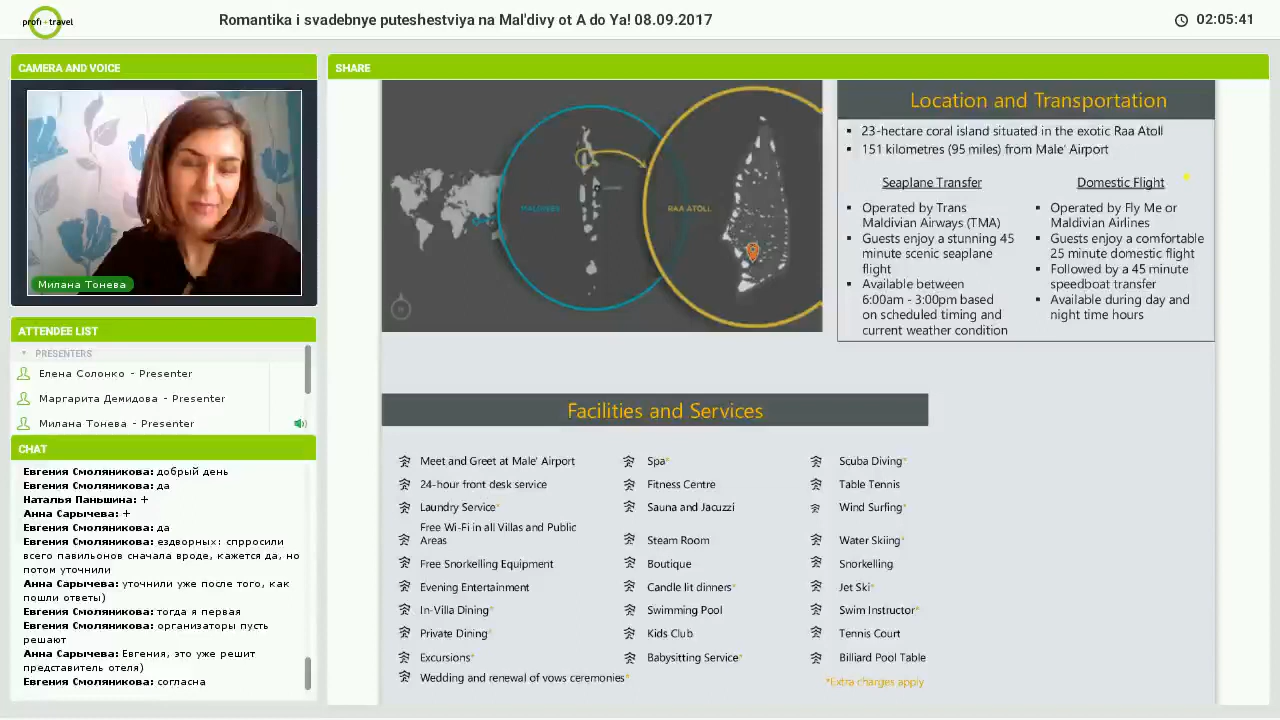 profi travel
Romantika i svadebnye puteshestviya na Mal'divy ot A do Ya! 08.09.2017
02:05:41
CAMERA AND VOICE
Милана Тонева
ATTENDEE LIST
PRESENTERS
Елена Солонко - Presenter
Маргарита Демидова - Presenter
Милана Тонева - Presenter
CHAT
Евгения Смоляникова: добрый день
Евгения Смоляникова: да
Наталья Паньшина: +
Анна Сарычева: +
Евгения Смоляникова: да
Евгения Смоляникова: ездворных: спрросили
всего павильонов сначала вроде, кажется да, но
потом уточнили
Анна Сарычева: уточнили уже после того, как
пошли ответы)
Евгения Смоляникова: тогда я первая
Евгения Смоляникова: организаторы пусть
решают
Анна Сарычева: Евгения, это уже решит
представитель отеля)
Евгения Смоляникова: согласна
SHARE
MALDIVES
RAA ATOLL
Location and Transportation
23-hectare coral island situated in the exotic Raa Atoll
151 kilometres (95 miles) from Male' Airport
Seaplane Transfer
Operated by Trans
Maldivian Airways (TMA)
Guests enjoy a stunning 45
minute scenic seaplane
flight
Available between
6:00am - 3:00pm based
on scheduled timing and
current weather condition
Domestic Flight
Operated by Fly Me or
Maldivian Airlines
Guests enjoy a comfortable
25 minute domestic flight
Followed by a 45 minute
speedboat transfer
Available during day and
night time hours
Facilities and Services
Meet and Greet at Male' Airport
24-hour front desk service
Laundry Service*
Free Wi-Fi in all Villas and Public
Areas
Free Snorkelling Equipment
Evening Entertainment
In-Villa Dining*
Private Dining*
Excursions*
Wedding and renewal of vows ceremonies*
Spa*
Fitness Centre
Sauna and Jacuzzi
Steam Room
Boutique
Candle lit dinners*
Swimming Pool
Kids Club
Babysitting Service*
Scuba Diving*
Table Tennis
Wind Surfing*
Water Skiing*
Snorkelling
Jet Ski*
Swim Instructor*
Tennis Court
Billiard Pool Table
*Extra charges apply